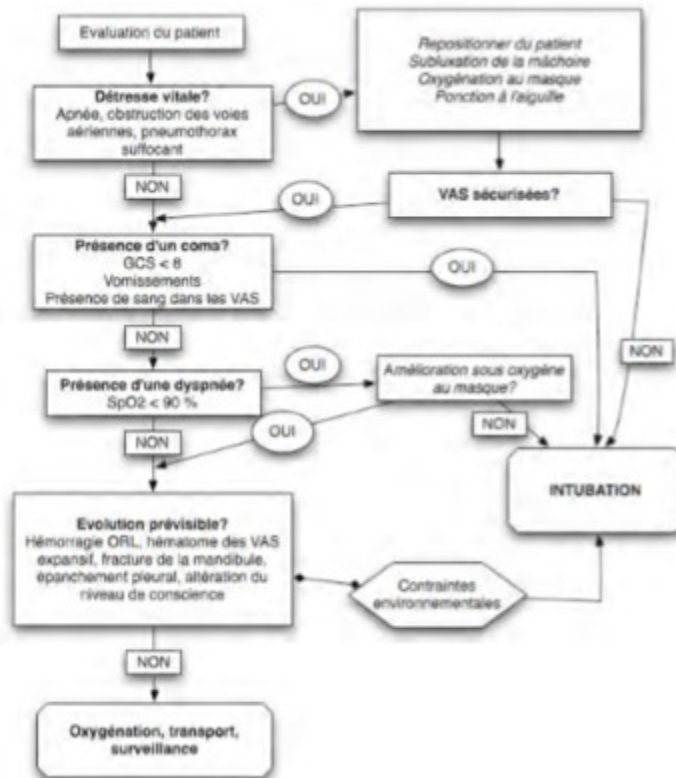 Evaluation du patient
Détresse vitale?
Apnée, obstruction des voies
aériennes, pneumothorax
suffocant
OUI
Repositionner du patient
Subluxation de la mâchoire
Oxygénation au masque
Ponction à l'aiguille
NON
OUI
VAS sécurisées?
Présence d'un coma?
GCS < 8
Vomissements
Présence de sang dans les VAS
OUI
NON
NON
Présence d'une dyspnée?
SpO2 < 90 %
OUI
Amélioration sous oxygène
au masque?
NON
OUI
NON
INTUBATION
Evolution prévisible?
Hémorragie ORL, hématome des VAS
expansif, fracture de la mandibule,
épanchement pleural, altération du
niveau de conscience
Contraintes
environnementales
NON
Oxygénation, transport,
surveillance